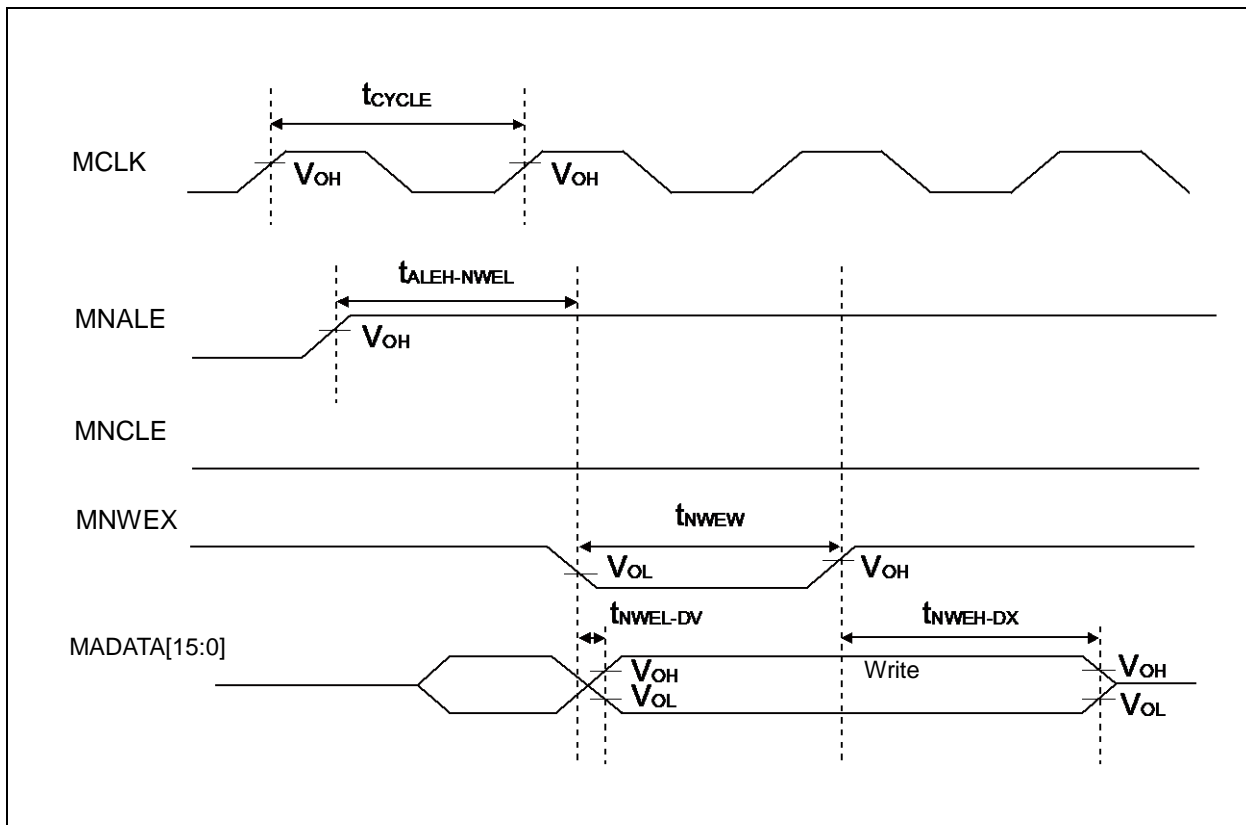 tCYCLE
MCLK
VOH
VOH
tALEH-NWEL
MNALE
VOH
MNCLE
MNWEX
tNWEW
VOL
VOH
tNWEL-DV
tNWEH-DX
MADATA[15:0]
VOH
Write
VOH
VOL
VOL